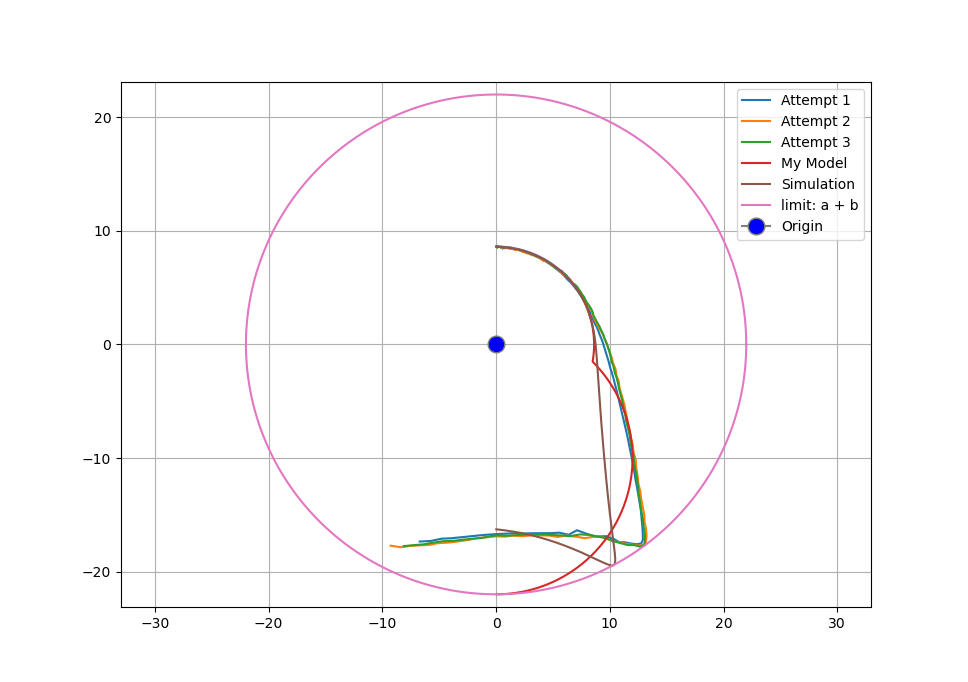 20
10
0
−10
−20
−30
−20
−10
0
10
20
30
Attempt 1
Attempt 2
Attempt 3
My Model
Simulation
limit: a + b
Origin